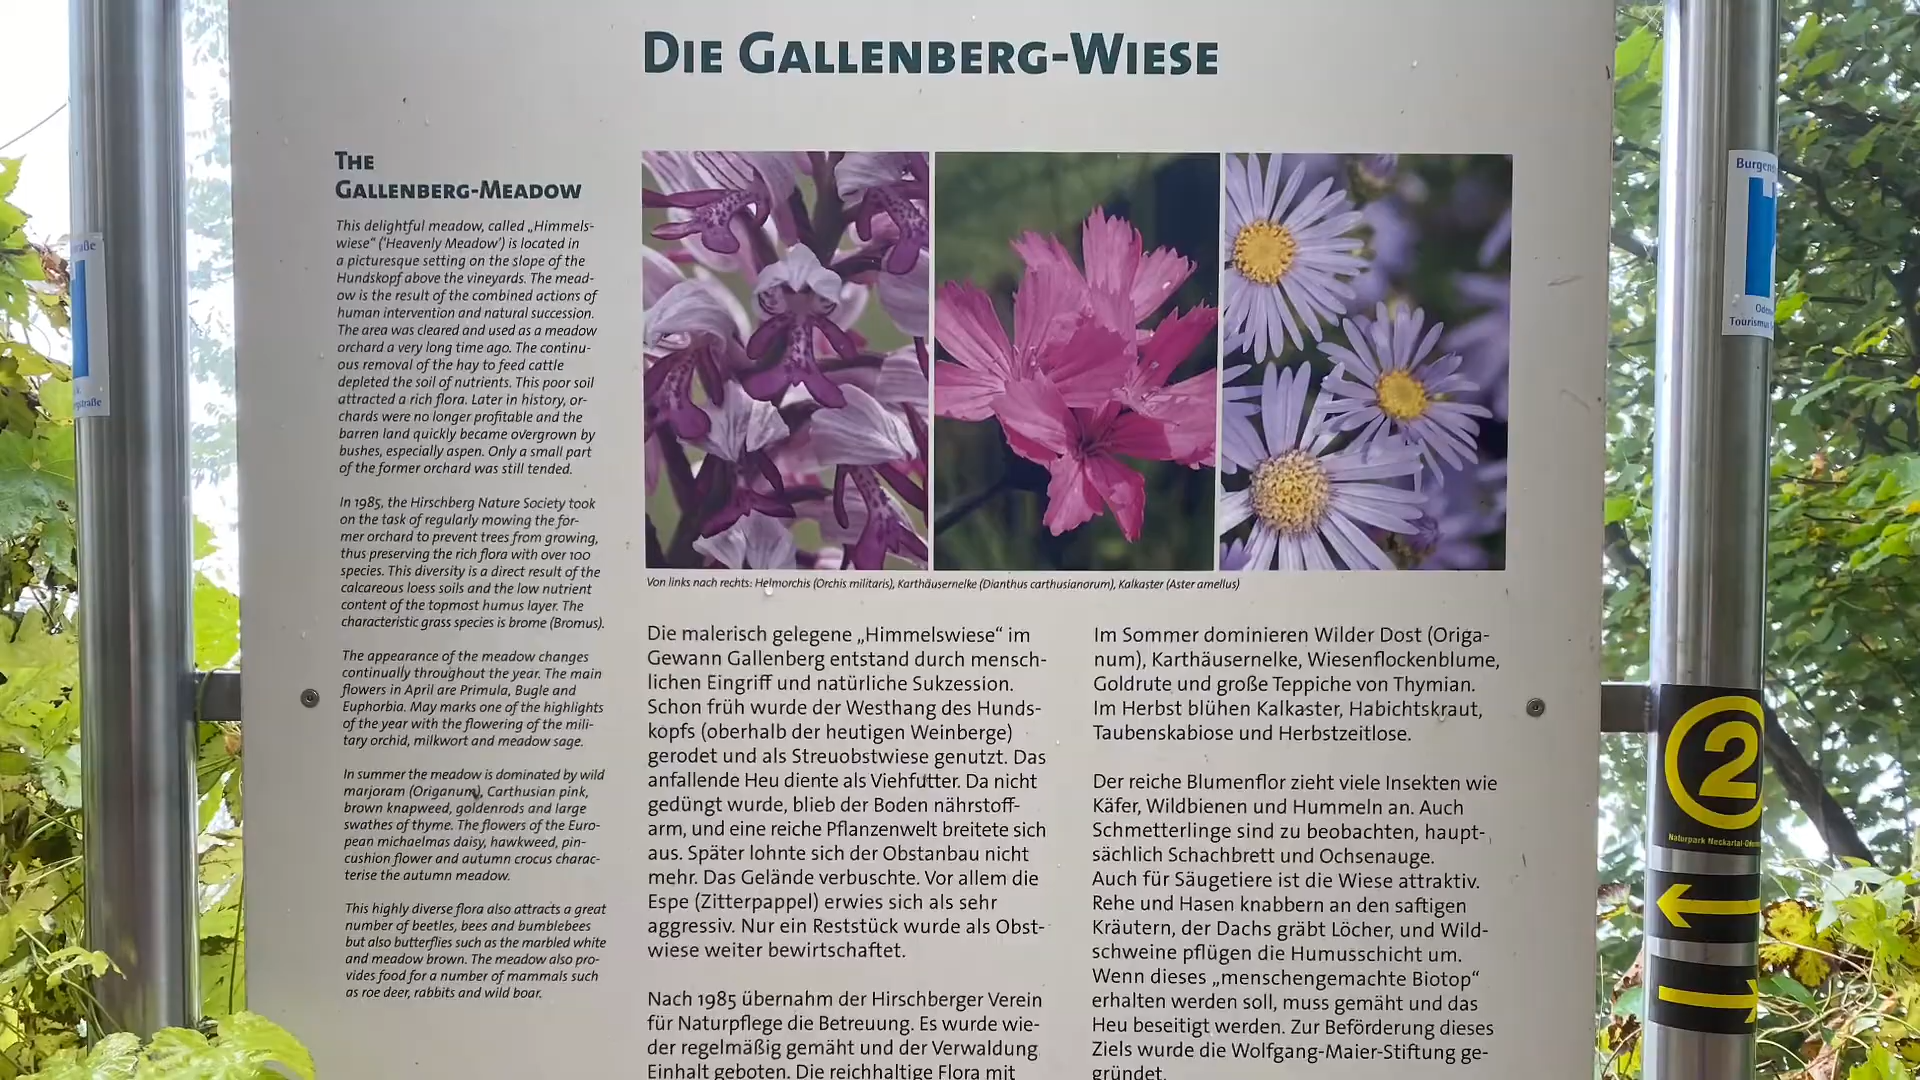 DIE GALLENBERG-WIESE
THE
GALLENBERG-MEADOW
This delightful meadow, called „Himmels-
wiese“ ('Heavenly Meadow') is located in
a picturesque setting on the slope of the
Hundskopf above the vineyards. The mead-
ow is the result of the combined actions of
human intervention and natural succession.
The area was cleared and used as a meadow
orchard a very long time ago. The continu-
ous removal of the hay to feed cattle
depleted the soil of nutrients. This poor soil
attracted a rich flora. Later in history, or-
chards were no longer profitable and the
barren land quickly became overgrown by
bushes, especially aspen. Only a small part
of the former orchard was still tended.
In 1985, the Hirschberg Nature Society took
on the task of regularly mowing the for-
mer orchard to prevent trees from growing,
thus preserving the rich flora with over 100
species. This diversity is a direct result of the
calcareous loess soils and the low nutrient
content of the topmost humus layer. The
characteristic grass species is brome (Bromus).
The appearance of the meadow changes
continually throughout the year. The main
flowers in April are Primula, Bugle and
Euphorbia. May marks one of the highlights
of the year with the flowering of the mili-
tary orchid, milkwort and meadow sage.
In summer the meadow is dominated by wild
marjoram (Origanum), Carthusian pink,
brown knapweed, goldenrods and large
swathes of thyme. The flowers of the Euro-
pean michaelmas daisy, hawkweed, pin-
cushion flower and autumn crocus charac-
terise the autumn meadow.
This highly diverse flora also attracts a great
number of beetles, bees and bumblebees
but also butterflies such as the marbled white
and meadow brown. The meadow also pro-
vides food for a number of mammals such
as roe deer, rabbits and wild boar.
Von links nach rechts: Helmorchis (Orchis militaris), Karthäusernelke (Dianthus carthusianorum), Kalkaster (Aster amellus)
Die malerisch gelegene „Himmelswiese“ im
Gewann Gallenberg entstand durch mensch-
lichen Eingriff und natürliche Sukzession.
Schon früh wurde der Westhang des Hunds-
kopfs (oberhalb der heutigen Weinberge)
gerodet und als Streuobstwiese genutzt. Das
anfallende Heu diente als Viehfutter. Da nicht
gedüngt wurde, blieb der Boden nährstoff-
arm, und eine reiche Pflanzenwelt breitete sich
aus. Später lohnte sich der Obstanbau nicht
mehr. Das Gelände verbuschte. Vor allem die
Espe (Zitterpappel) erwies sich als sehr
aggressiv. Nur ein Reststück wurde als Obst-
wiese weiter bewirtschaftet.
Nach 1985 übernahm der Hirschberger Verein
für Naturpflege die Betreuung. Es wurde wie-
der regelmäßig gemäht und der Verwaldung
Einhalt geboten. Die reichhaltige Flora mit
Im Sommer dominieren Wilder Dost (Origa-
num), Karthäusernelke, Wiesenflockenblume,
Goldrute und große Teppiche von Thymian.
Im Herbst blühen Kalkaster, Habichtskraut,
Taubenskabiose und Herbstzeitlose.
Der reiche Blumenflor zieht viele Insekten wie
Käfer, Wildbienen und Hummeln an. Auch
Schmetterlinge sind zu beobachten, haupt-
sächlich Schachbrett und Ochsenauge.
Auch für Säugetiere ist die Wiese attraktiv.
Rehe und Hasen knabbern an den saftigen
Kräutern, der Dachs gräbt Löcher, und Wild-
schweine pflügen die Humusschicht um.
Wenn dieses „menschengemachte Biotop“
erhalten werden soll, muss gemäht und das
Heu beseitigt werden. Zur Beförderung dieses
Ziels wurde die Wolfgang-Maier-Stiftung ge-
gründet.
2
Naturpark Neckartal-